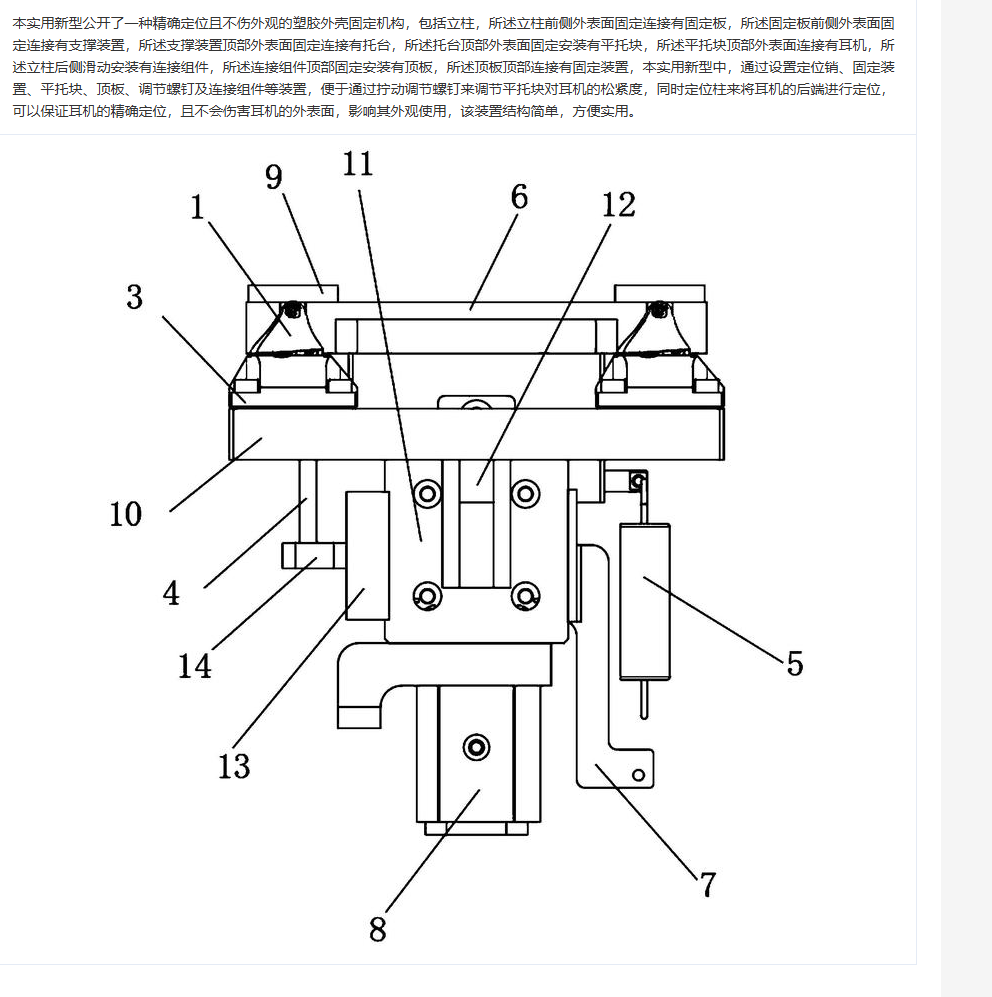 本实用新型公开了一种精确定位且不伤外观的塑胶外壳固定机构，包括立柱，所述立柱前侧外表面固定连接有固定板，所述固定板前侧外表面固
定连接有支撑装置，所述支撑装置顶部外表面固定连接有托台，所述托台顶部外表面固定安装有平托块，所述平托块顶部外表面连接有耳机，所
述立柱后侧滑动安装有连接组件，所述连接组件顶部固定安装有顶板，所述顶板顶部连接有固定装置，本实用新型中，通过设置定位销、固定装
置、平托块、顶板、调节螺钉及连接组件等装置，便于通过拧动调节螺钉来调节平托块对耳机的松紧度，同时定位柱来将耳机的后端进行定位，
可以保证耳机的精确定位，且不会伤害耳机的外表面，影响其外观使用，该装置结构简单，方便实用。
11
9
6
12
1
3
10
4
14
5
13
7
8